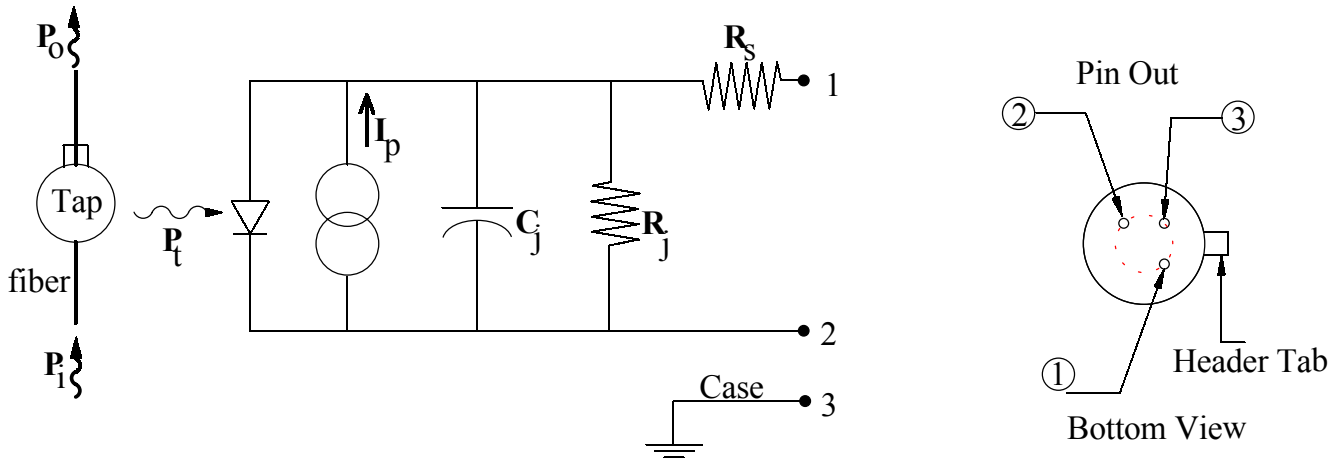 Pₒ
Tap
fiber
Pᵢ
Pₜ
Iₚ
Cⱼ
Rⱼ
Rₛ
1
2
Case
3
Pin Out
②
③
①
Header Tab
Bottom View